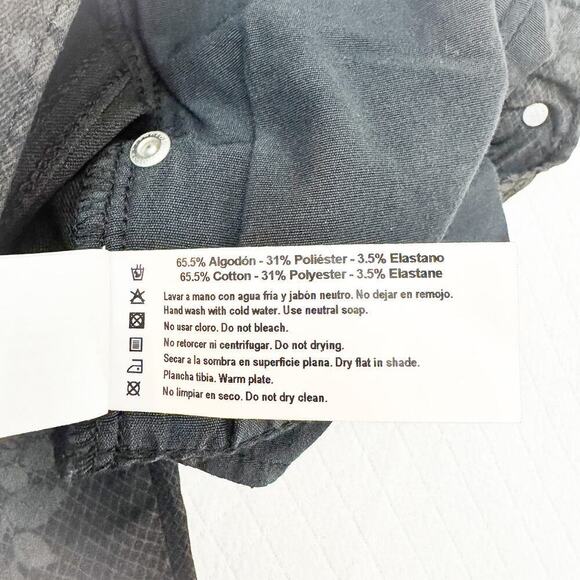 65.5% Algodón - 31% Poliéster - 3.5% Elastano
65.5% Cotton - 31% Polyester - 3.5% Elastane
Lavar a mano con agua fria y jabón neutro. No dejar en remojo.
Hand wash with cold water. Use neutral soap.
No usar cloro. Do not bleach.
No retorcer ni centrifugar. Do not drying.
Secar a la sombra en superficie plana. Dry flat in shade.
Plancha tibia. Warm plate.
No limpiar en seco. Do not dry clean.